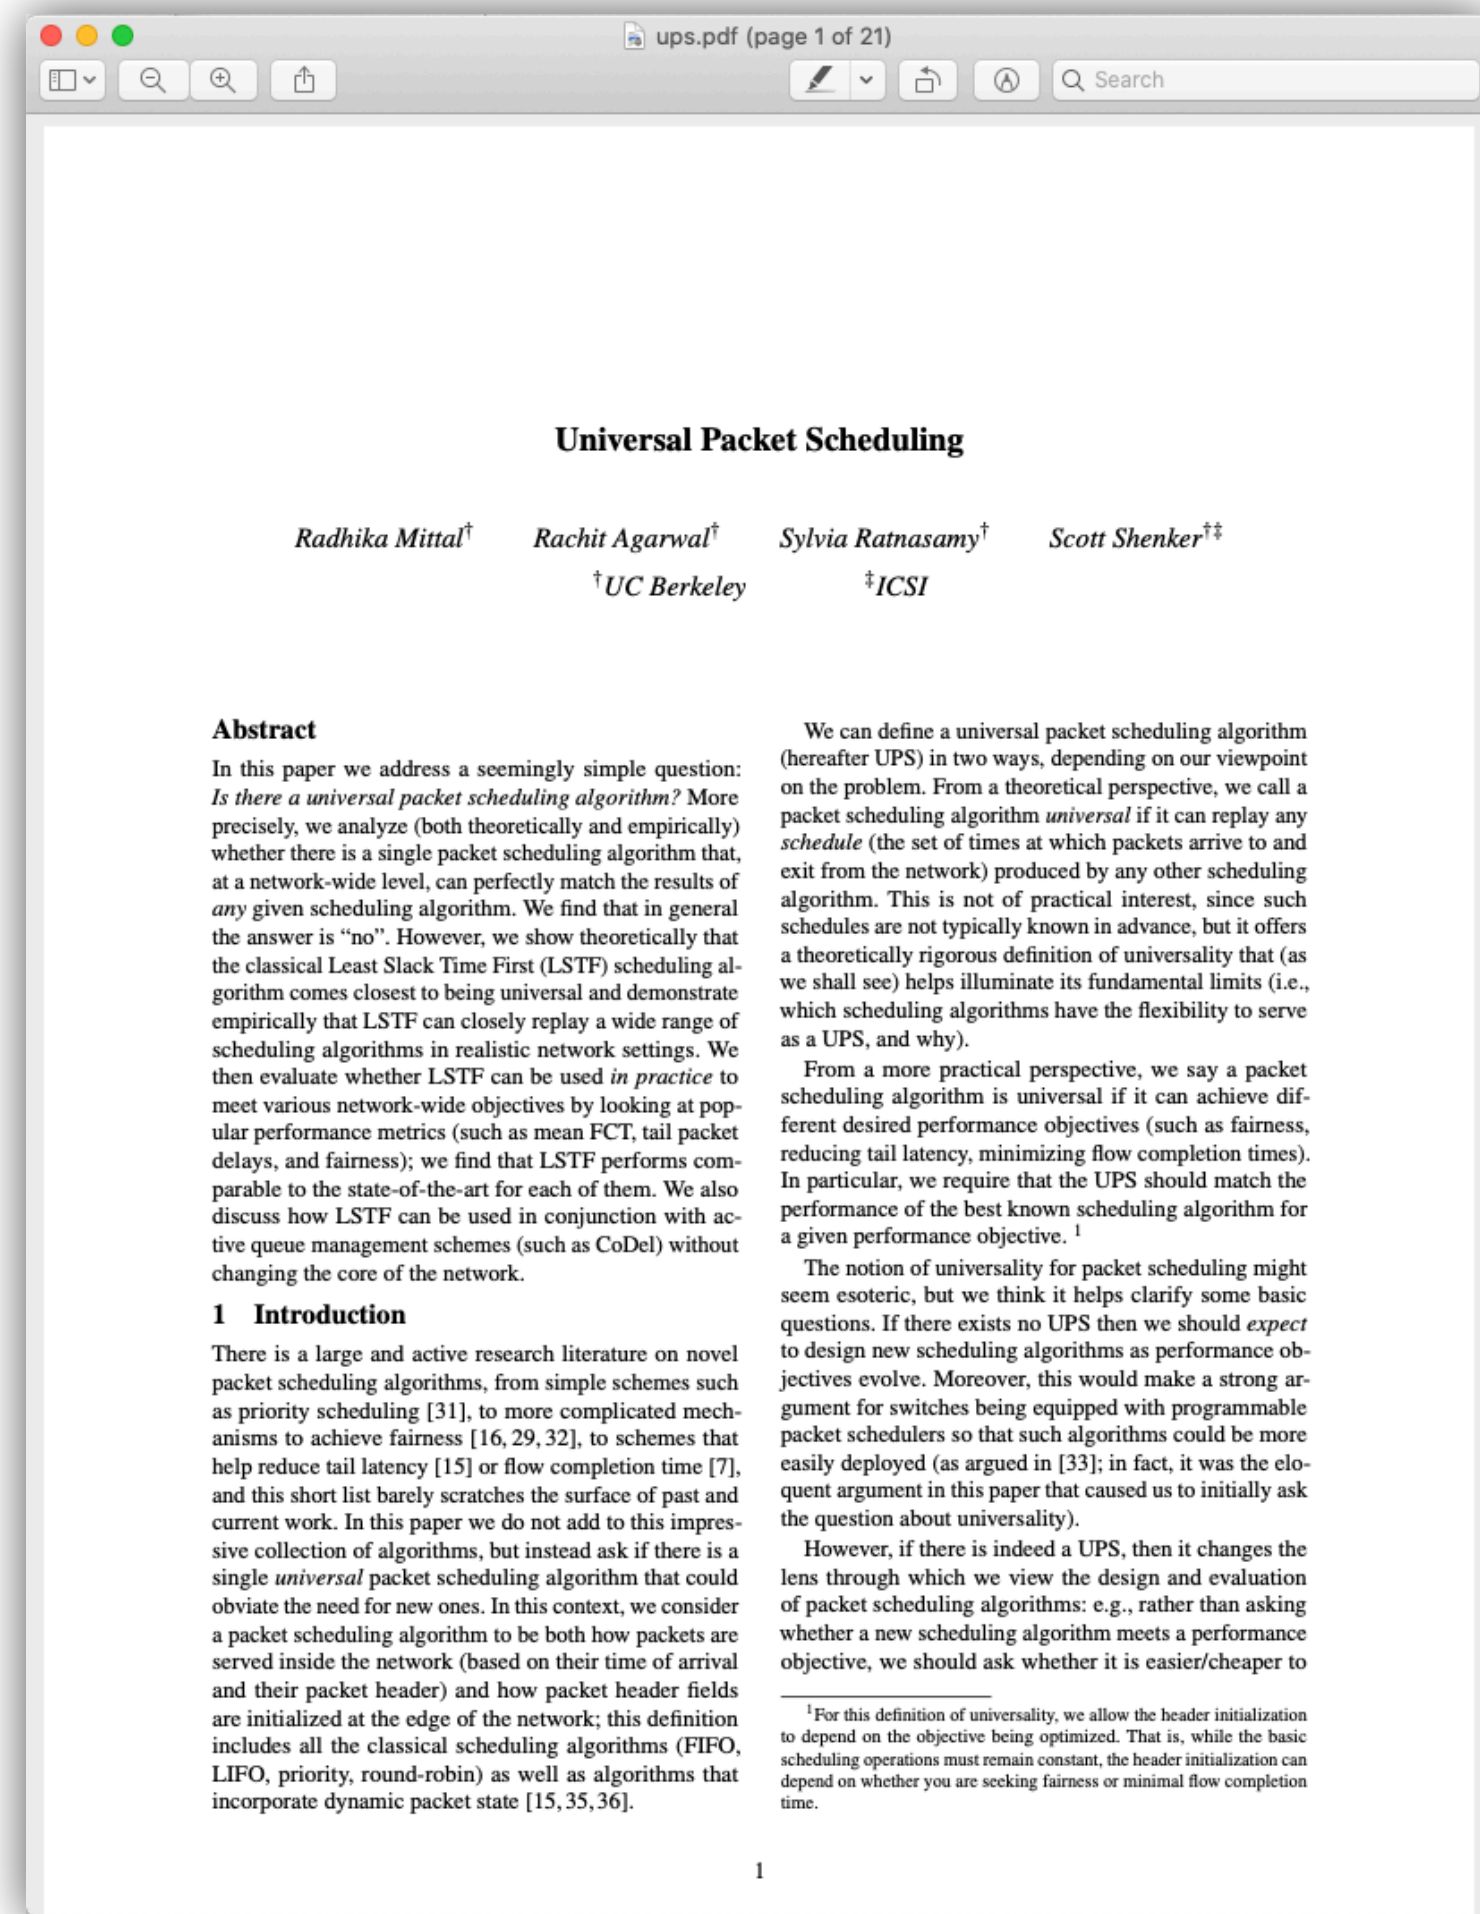 ups.pdf (page 1 of 21)
Search
Universal Packet Scheduling
Radhika Mittal† Rachit Agarwal† Sylvia Ratnasamy† Scott Shenker†‡
†UC Berkeley ‡ICSI
Abstract
In this paper we address a seemingly simple question:
Is there a universal packet scheduling algorithm? More
precisely, we analyze (both theoretically and empirically)
whether there is a single packet scheduling algorithm that,
at a network-wide level, can perfectly match the results of
any given scheduling algorithm. We find that in general
the answer is “no”. However, we show theoretically that
the classical Least Slack Time First (LSTF) scheduling al-
gorithm comes closest to being universal and demonstrate
empirically that LSTF can closely replay a wide range of
scheduling algorithms in realistic network settings. We
then evaluate whether LSTF can be used in practice to
meet various network-wide objectives by looking at pop-
ular performance metrics (such as mean FCT, tail packet
delays, and fairness); we find that LSTF performs com-
parable to the state-of-the-art for each of them. We also
discuss how LSTF can be used in conjunction with ac-
tive queue management schemes (such as CoDel) without
changing the core of the network.
1 Introduction
There is a large and active research literature on novel
packet scheduling algorithms, from simple schemes such
as priority scheduling [31], to more complicated mech-
anisms to achieve fairness [16, 29, 32], to schemes that
help reduce tail latency [15] or flow completion time [7],
and this short list barely scratches the surface of past and
current work. In this paper we do not add to this impres-
sive collection of algorithms, but instead ask if there is a
single universal packet scheduling algorithm that could
obviate the need for new ones. In this context, we consider
a packet scheduling algorithm to be both how packets are
served inside the network (based on their time of arrival
and their packet header) and how packet header fields
are initialized at the edge of the network; this definition
includes all the classical scheduling algorithms (FIFO,
LIFO, priority, round-robin) as well as algorithms that
incorporate dynamic packet state [15, 35, 36].
We can define a universal packet scheduling algorithm
(hereafter UPS) in two ways, depending on our viewpoint
on the problem. From a theoretical perspective, we call a
packet scheduling algorithm universal if it can replay any
schedule (the set of times at which packets arrive to and
exit from the network) produced by any other scheduling
algorithm. This is not of practical interest, since such
schedules are not typically known in advance, but it offers
a theoretically rigorous definition of universality that (as
we shall see) helps illuminate its fundamental limits (i.e.,
which scheduling algorithms have the flexibility to serve
as a UPS, and why).
From a more practical perspective, we say a packet
scheduling algorithm is universal if it can achieve dif-
ferent desired performance objectives (such as fairness,
reducing tail latency, minimizing flow completion times).
In particular, we require that the UPS should match the
performance of the best known scheduling algorithm for
a given performance objective. 1
The notion of universality for packet scheduling might
seem esoteric, but we think it helps clarify some basic
questions. If there exists no UPS then we should expect
to design new scheduling algorithms as performance ob-
jectives evolve. Moreover, this would make a strong ar-
gument for switches being equipped with programmable
packet schedulers so that such algorithms could be more
easily deployed (as argued in [33]; in fact, it was the elo-
quent argument in this paper that caused us to initially ask
the question about universality).
However, if there is indeed a UPS, then it changes the
lens through which we view the design and evaluation
of packet scheduling algorithms: e.g., rather than asking
whether a new scheduling algorithm meets a performance
objective, we should ask whether it is easier/cheaper to
1For this definition of universality, we allow the header initialization
to depend on the objective being optimized. That is, while the basic
scheduling operations must remain constant, the header initialization can
depend on whether you are seeking fairness or minimal flow completion
time.
1